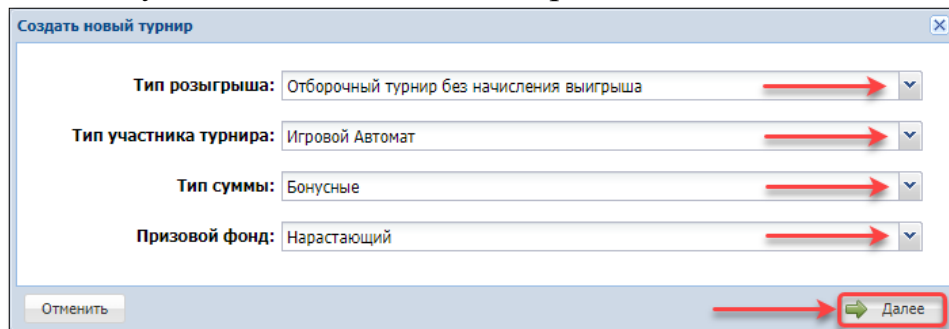 Создать новый турнир
Тип розыгрыша: Отборочный турнир без начисления выигрыша
Тип участника турнира: Игровой Автомат
Тип суммы: Бонусные
Призовой фонд: Нарастающий
Отменить Далее